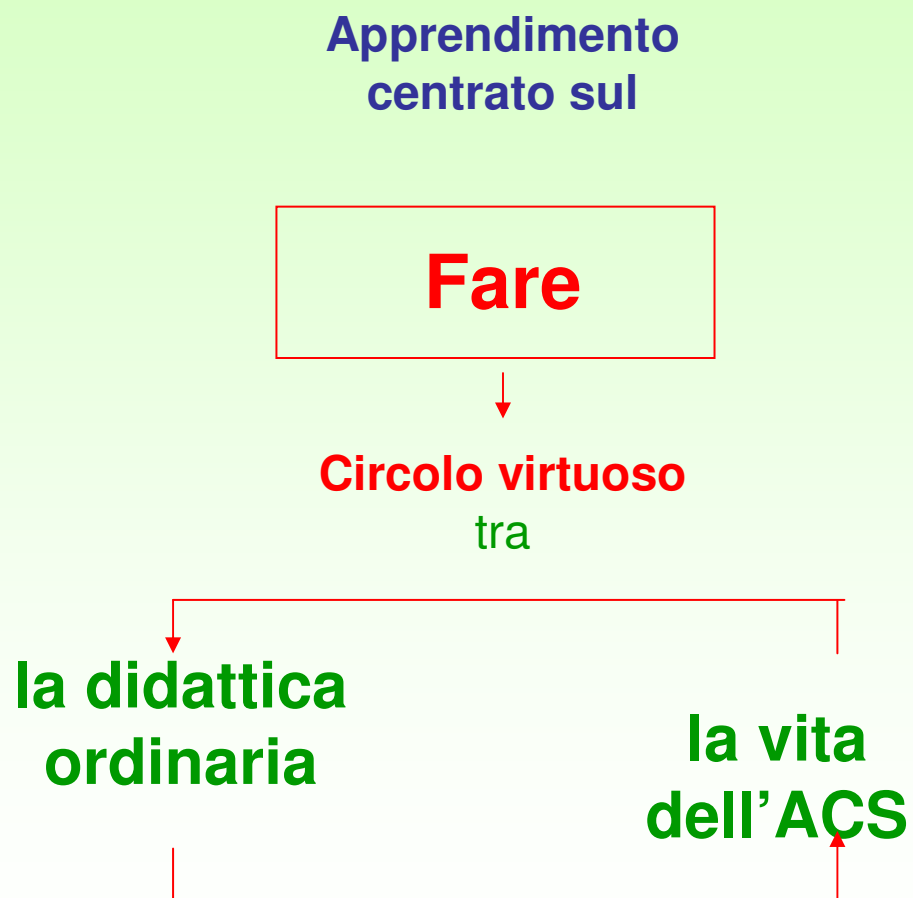 Apprendimento
centrato sul
Fare
Circolo virtuoso
tra
la didattica
ordinaria
la vita
dell’ACS